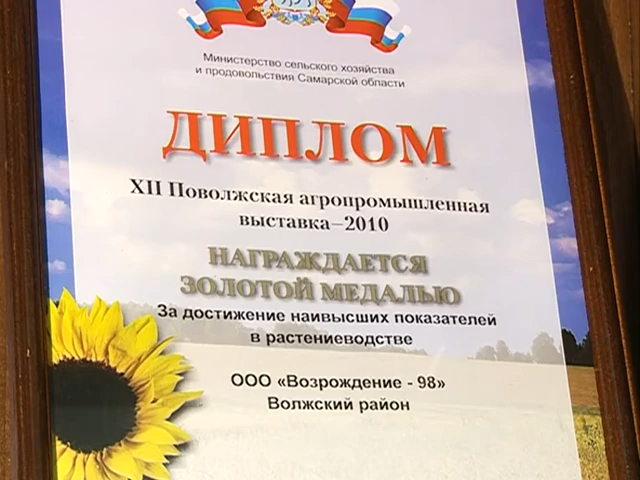 Министерство сельского хозяйства
и продовольствия Самарской области
ДИПЛОМ
XII Поволжская агропромышленная
выставка–2010
НАГРАЖДАЕТСЯ
ЗОЛОТОЙ МЕДАЛЬЮ
За достижение наивысших показателей
в растениеводстве
ООО «Возрождение - 98»
Волжский район